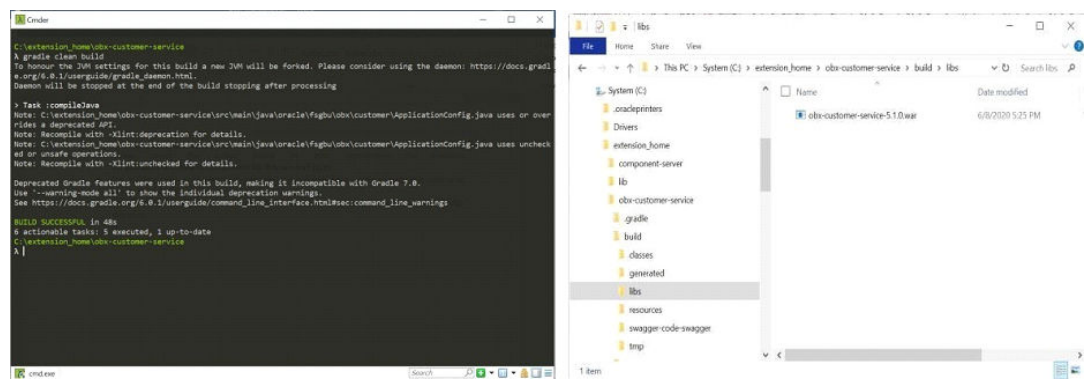 Cmder
C:\extension_home\obx-customer-service
λ gradle clean build
To honour the JVM settings for this build a new JVM will be forked. Please consider using the daemon: https://docs.gradl
e.org/6.0.1/userguide/gradle_daemon.html.
Daemon will be stopped at the end of the build stopping after processing
> Task :compileJava
Note: C:\extension_home\obx-customer-service\src\main\java\oracle\fsgbu\obx\customer\ApplicationConfig.java uses or over
rides a deprecated API.
Note: Recompile with -Xlint:deprecation for details.
Note: C:\extension_home\obx-customer-service\src\main\java\oracle\fsgbu\obx\customer\ApplicationConfig.java uses uncheck
ed or unsafe operations.
Note: Recompile with -Xlint:unchecked for details.
Deprecated Gradle features were used in this build, making it incompatible with Gradle 7.0.
Use '--warning-mode all' to show the individual deprecation warnings.
See https://docs.gradle.org/6.0.1/userguide/command_line_interface.html#sec:command_line_warnings
BUILD SUCCESSFUL in 48s
6 actionable tasks: 5 executed, 1 up-to-date
C:\extension_home\obx-customer-service
λ
cmd.exe
Search
libs
File Home Share View
This PC > System (C:) > extension_home > obx-customer-service > build > libs
Search libs
System (C:)
.oracleprinters
Drivers
extension_home
component-server
lib
obx-customer-service
.gradle
build
classes
generated
libs
resources
swagger-code-swagger
tmp
Name Date modified
obx-customer-service-5.1.0.war 6/8/2020 5:25 PM
1 item